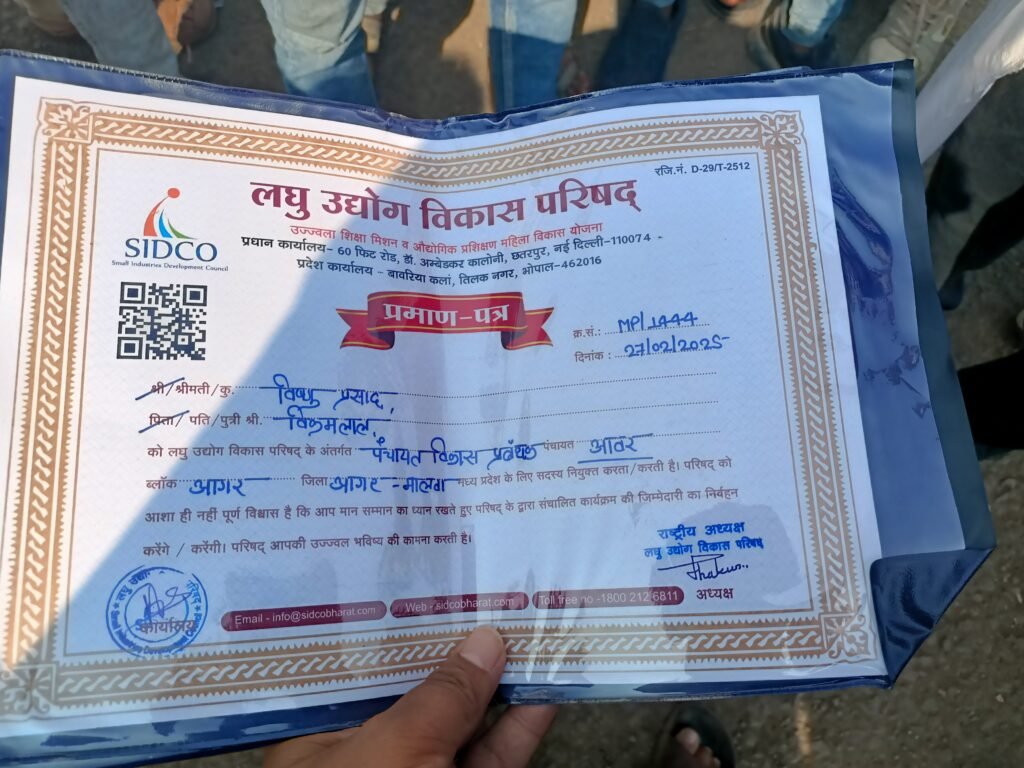 रजि.नं. D-29/T-2512
लघु उद्योग विकास परिषद्
उज्ज्वला शिक्षा मिशन व औद्योगिक प्रशिक्षण महिला विकास योजना
प्रधान कार्यालय- 60 फिट रोड, डॉ. अम्बेडकर कालोनी, छतरपुर, नई दिल्ली-110074 -
प्रदेश कार्यालय - बावरिया कलां, तिलक नगर, भोपाल-462016
SIDCO
Small Industries Development Council
प्रमाण-पत्र
क्र.सं.: MP/1444
दिनांक : 27/02/2025
श्री/श्रीमती/कु. विष्णु प्रसाद,
पिता/ पति/पुत्री श्री. विक्रमलाल,
को लघु उद्योग विकास परिषद के अंतर्गत पंचायत विकास प्रबंधक पंचायत आवर
ब्लॉक आगर जिला आगर-मालवा मध्य प्रदेश के लिए सदस्य नियुक्त करता/करती है। परिषद् को
आशा ही नहीं पूर्ण विश्वास है कि आप मान सम्मान का ध्यान रखते हुए परिषद के द्वारा संचालित कार्यक्रम की जिम्मेदारी का निर्वहन
करेंगे / करेंगी। परिषद् आपकी उज्ज्वल भविष्य की कामना करती है।
राष्ट्रीय अध्यक्ष
लघु उद्योग विकास परिषद
अध्यक्ष
कार्यालय
Email - info@sidcobharat.com
Web - sidcobharat.com
Toll free no -1800 212 6811